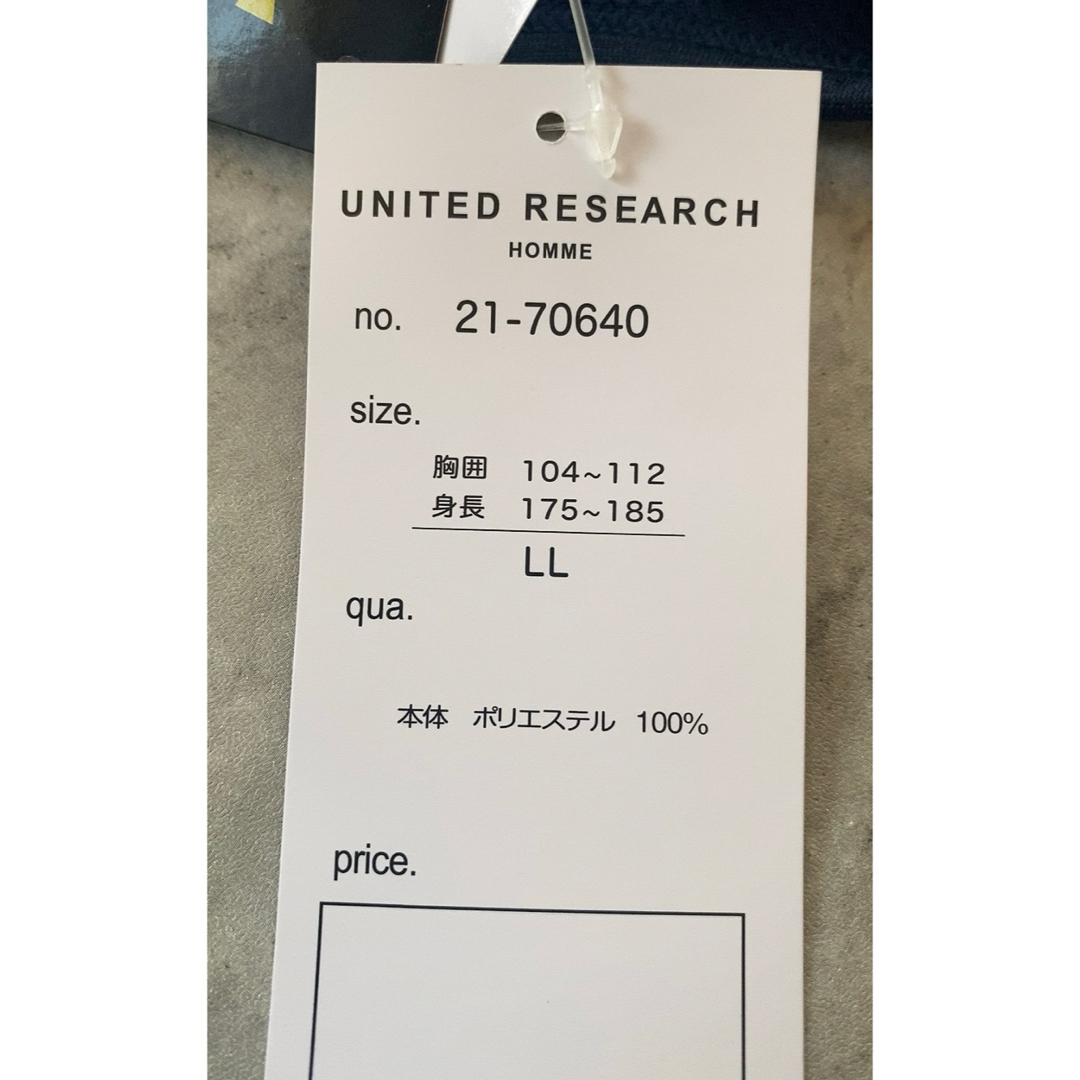 UNITED RESEARCH
HOMME
no. 21-70640
size.
胸囲 104~112
身長 175~185
LL
qua.
本体 ポリエステル 100%
price.